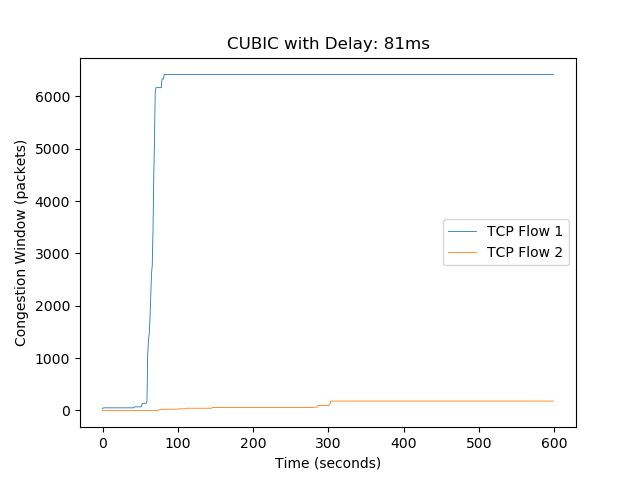 CUBIC with Delay: 81ms
Congestion Window (packets)
6000
5000
4000
3000
2000
1000
0
TCP Flow 1
TCP Flow 2
0 100 200 300 400 500 600
Time (seconds)